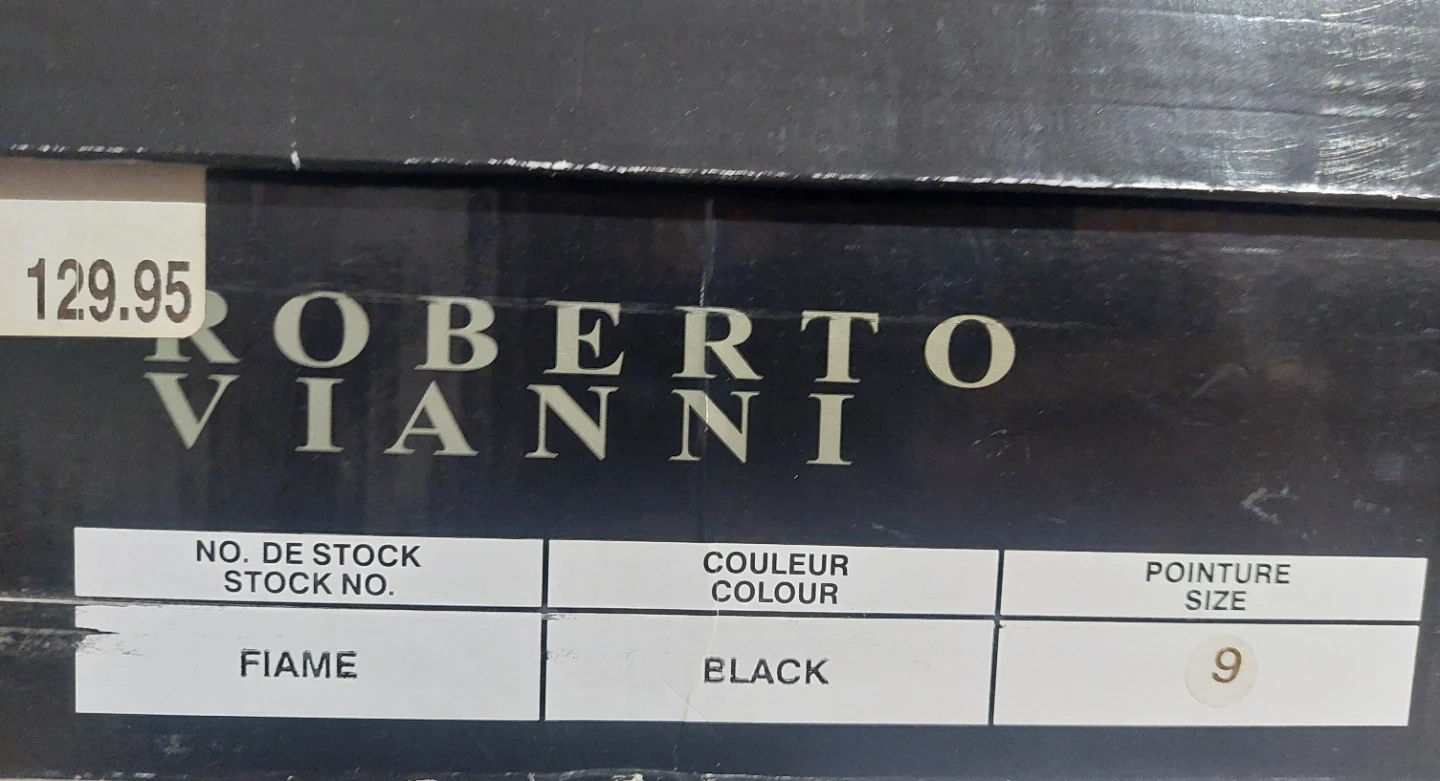 129.95
ROBERTO
VIANNI
NO. DE STOCK
STOCK NO.
COULEUR
COLOUR
POINTURE
SIZE
FIAME
BLACK
9